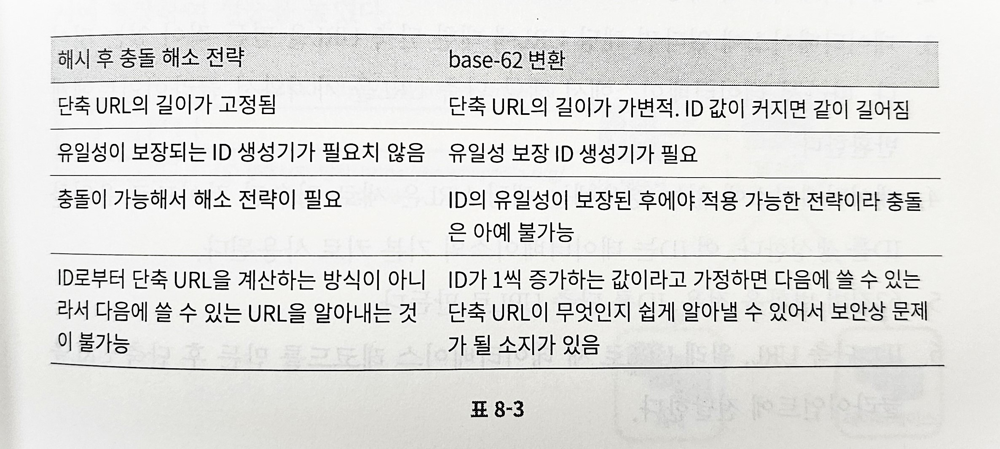 해시 후 충돌 해소 전략
base-62 변환
단축 URL의 길이가 고정됨
단축 URL의 길이가 가변적. ID 값이 커지면 같이 길어짐
유일성이 보장되는 ID 생성기가 필요치 않음
유일성 보장 ID 생성기가 필요
충돌이 가능해서 해소 전략이 필요
ID의 유일성이 보장된 후에야 적용 가능한 전략이라 충돌
은 아예 불가능
ID로부터 단축 URL을 계산하는 방식이 아니
라서 다음에 쓸 수 있는 URL을 알아내는 것
이 불가능
ID가 1씩 증가하는 값이라고 가정하면 다음에 쓸 수 있는
단축 URL이 무엇인지 쉽게 알아낼 수 있어서 보안상 문제
가 될 소지가 있음
표 8-3